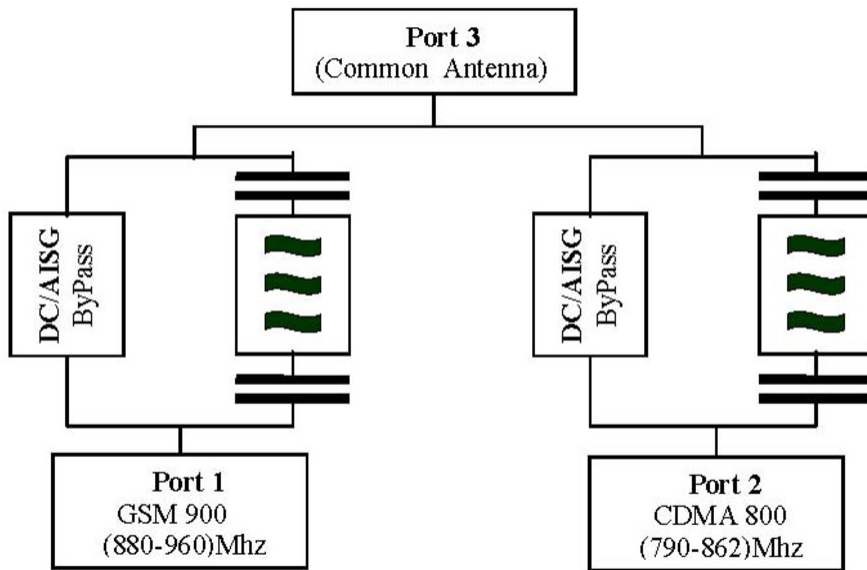 Port 3
(Common Antenna)
DC/AISG
ByPass
DC/AISG
ByPass
Port 1
GSM 900
(880-960)Mhz
Port 2
CDMA 800
(790-862)Mhz